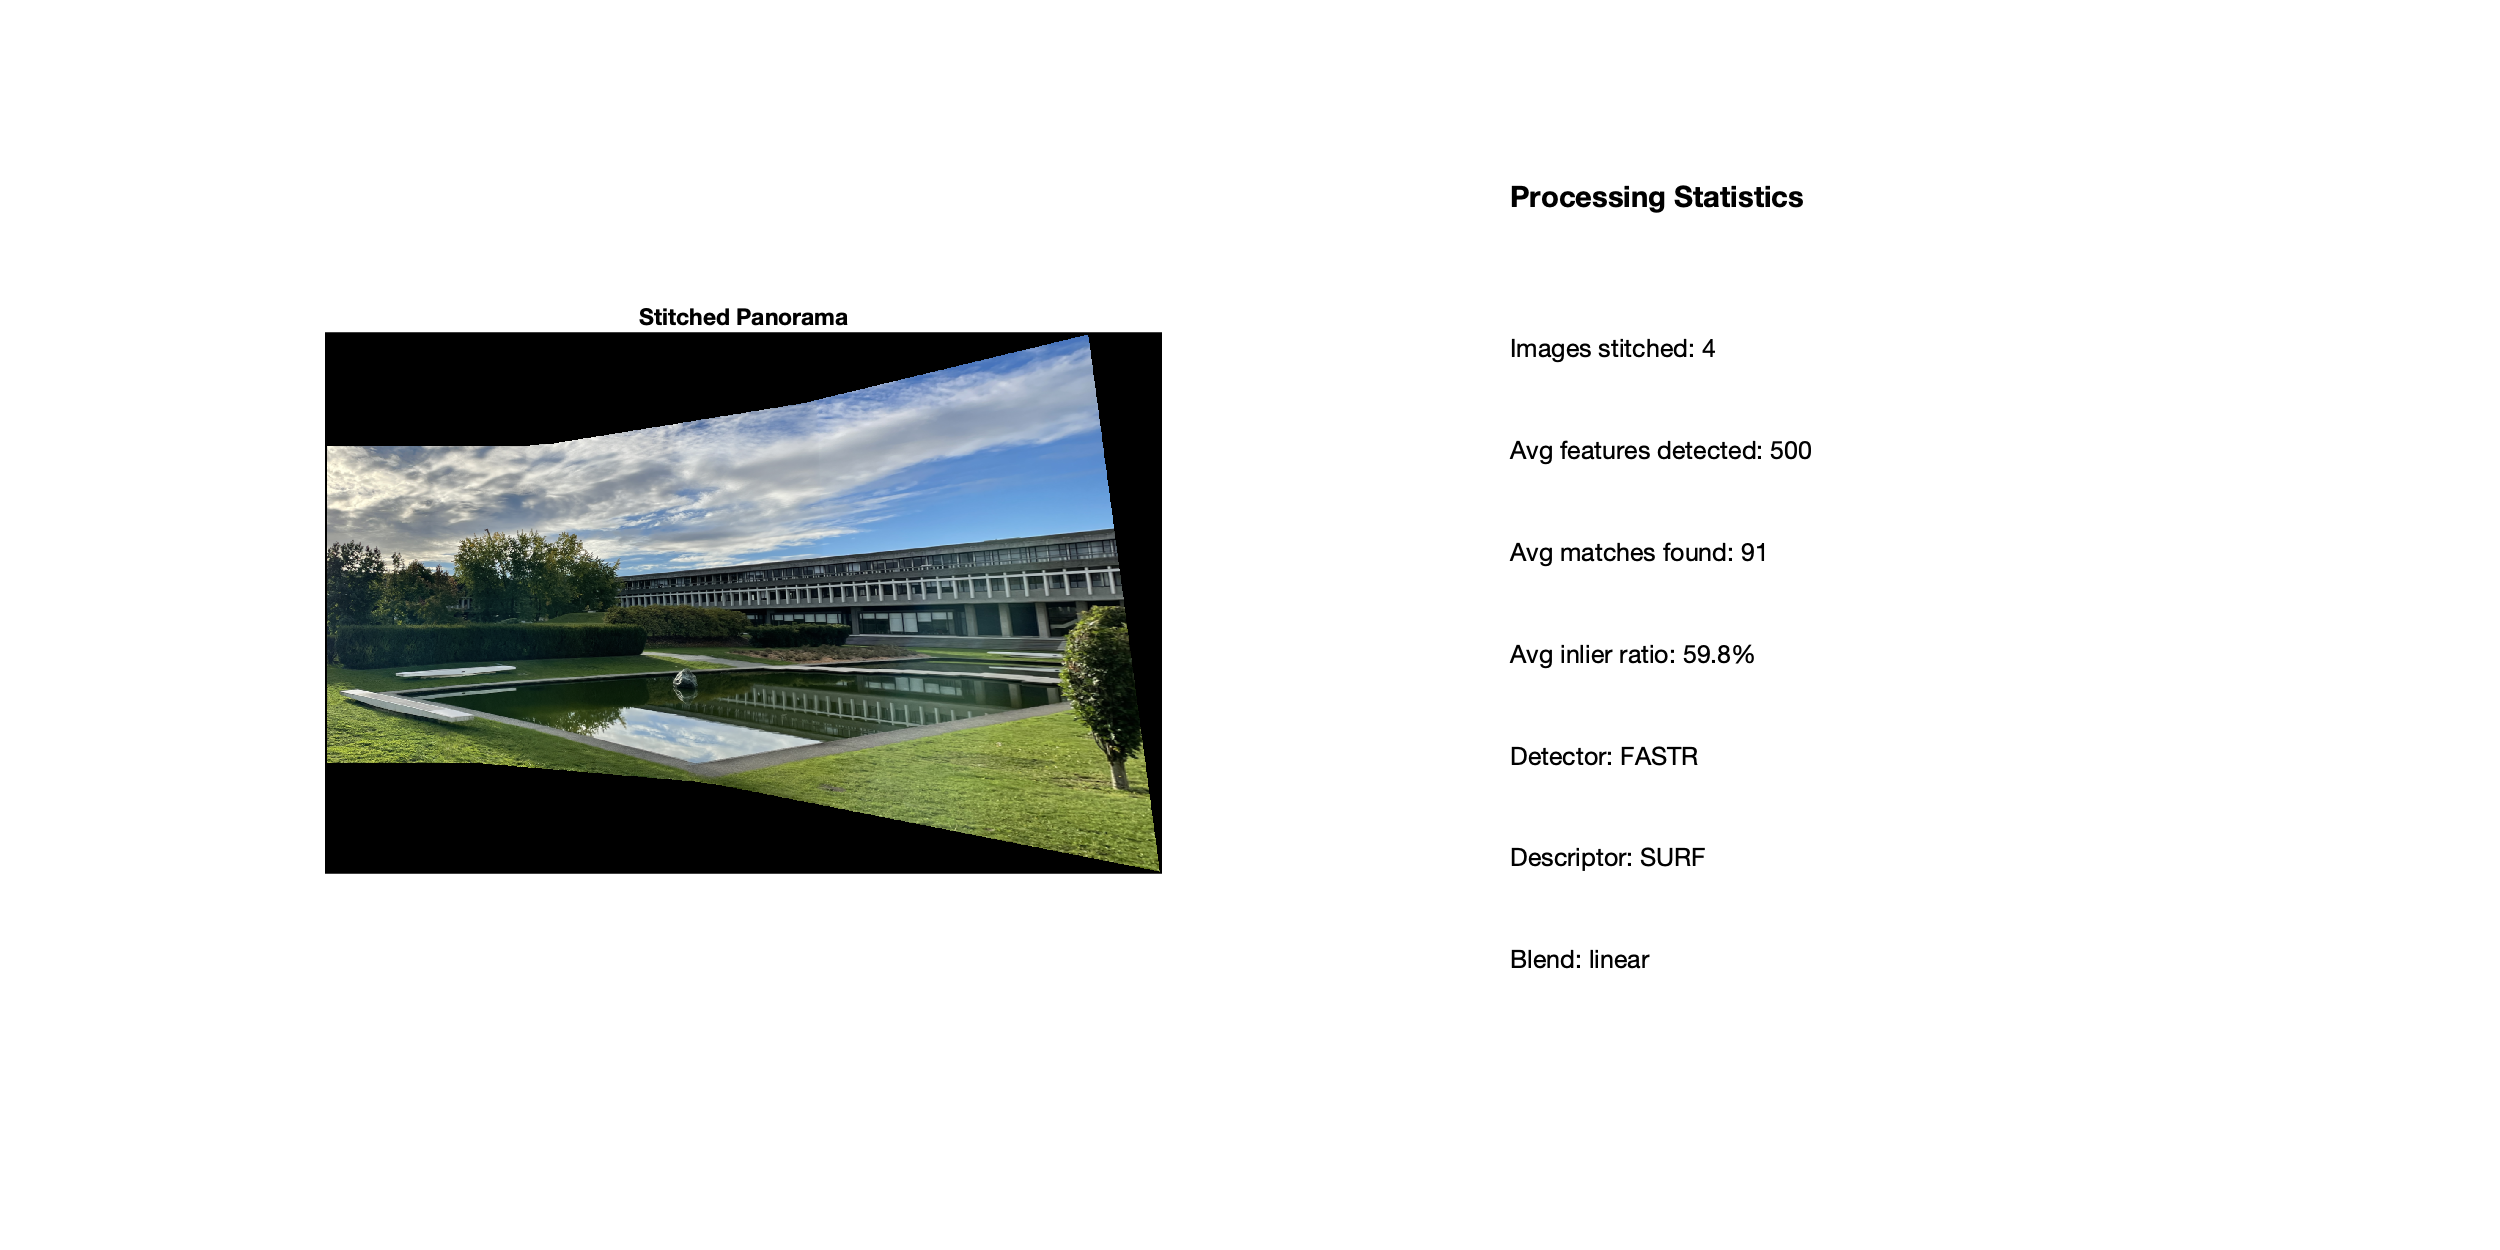 Stitched Panorama
Processing Statistics
Images stitched: 4
Avg features detected: 500
Avg matches found: 91
Avg inlier ratio: 59.8%
Detector: FASTR
Descriptor: SURF
Blend: linear